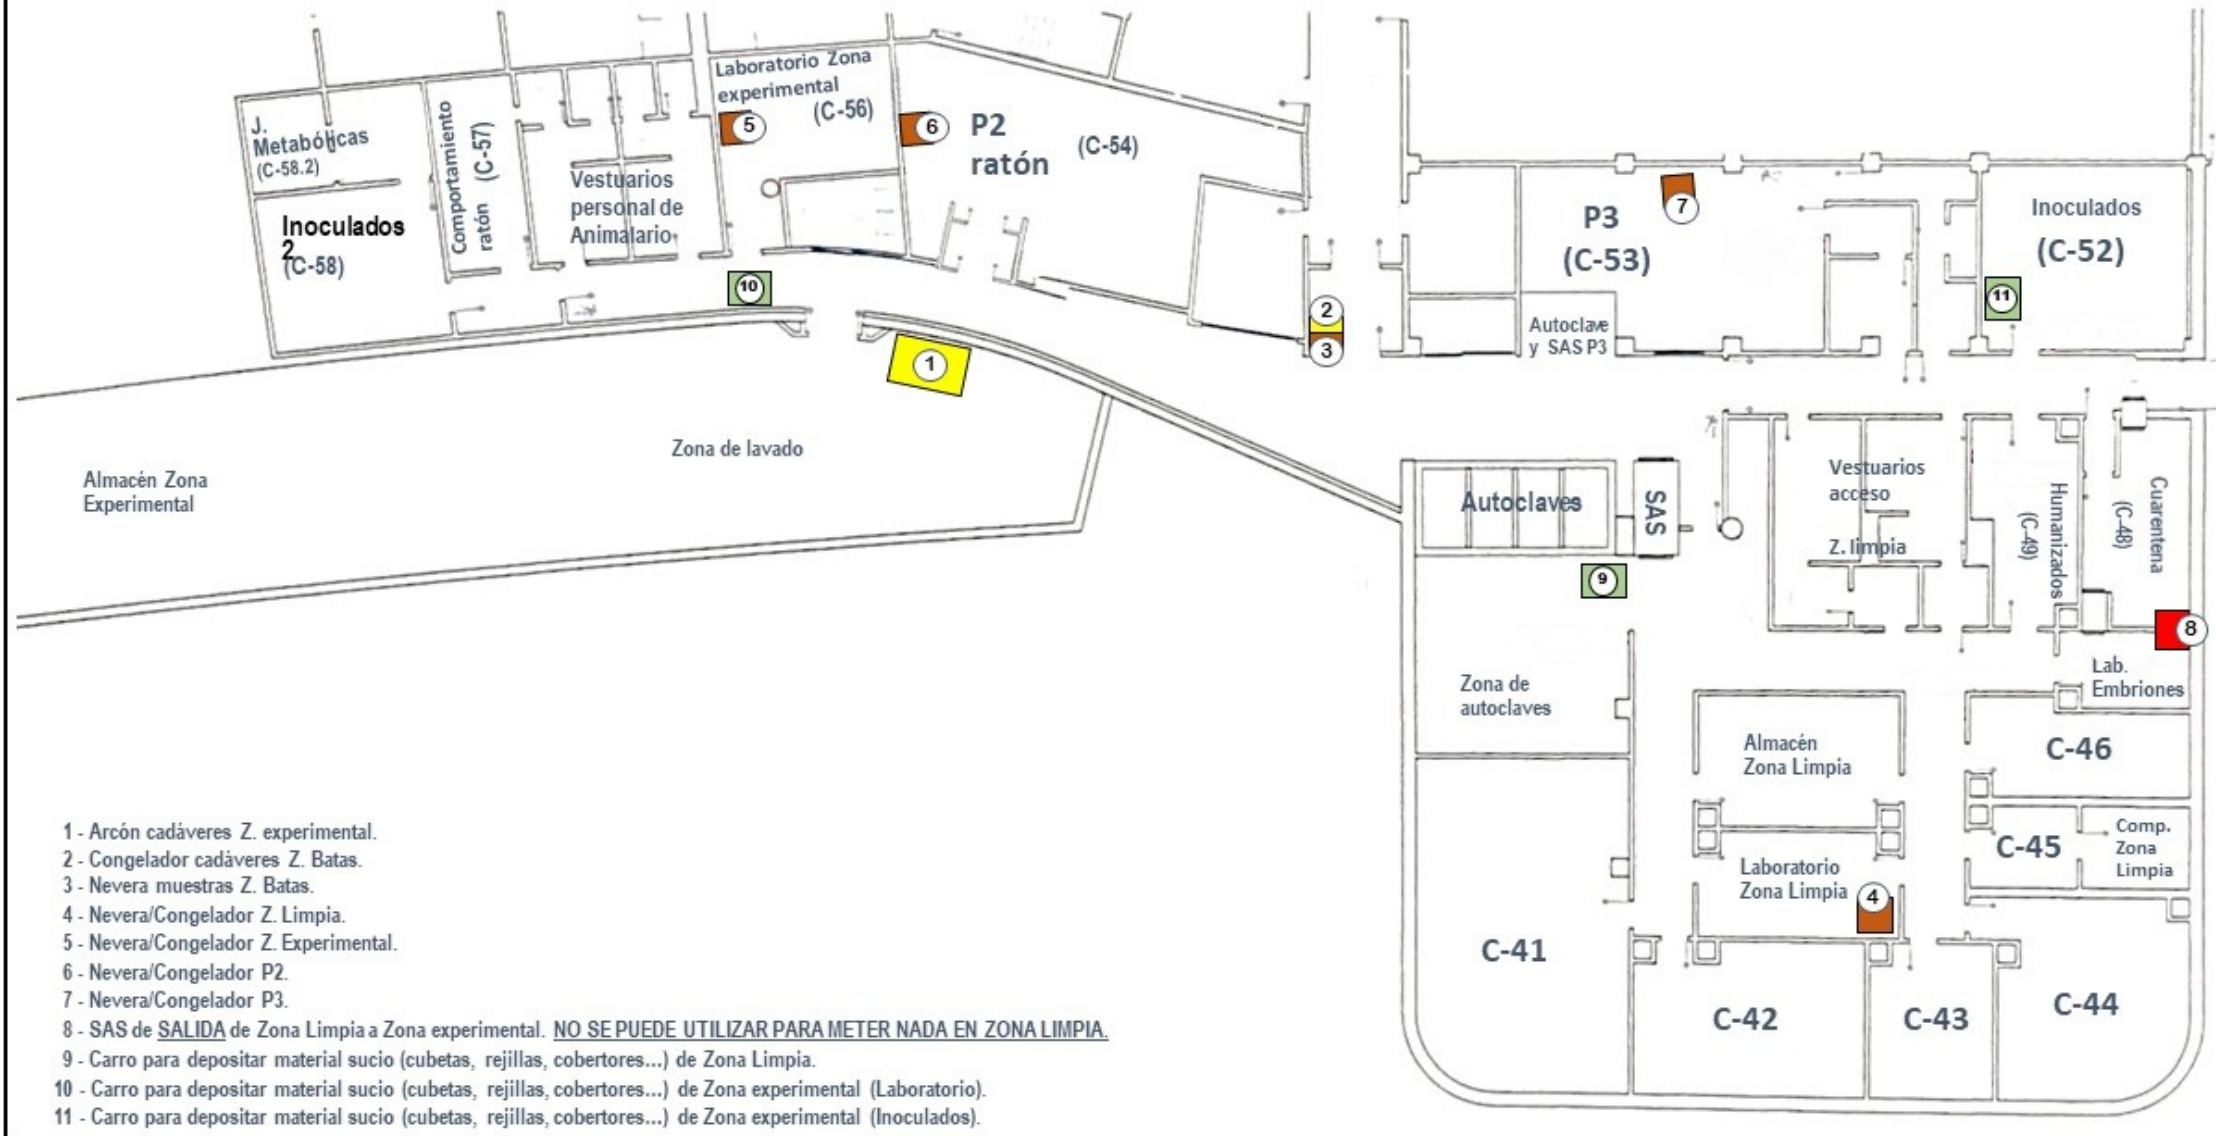 J.
Metabólicas
(C-58.2)
Inoculados
2
(C-58)
Comportamiento
ratón (C-57)
Vestuarios
personal de
Animalario
Laboratorio Zona
experimental
(C-56)
5
6
P2
ratón
(C-54)
10
1
2
3
P3
(C-53)
7
Autoclave
y SAS P3
Inoculados
(C-52)
11
Almacén Zona
Experimental
Zona de lavado
Autoclaves
SAS
9
Vestuarios
acceso
Z. limpia
Humanizados
(C-49)
Cuarentena
(C-48)
8
Lab.
Embriones
Zona de
autoclaves
Almacén
Zona Limpia
C-46
Laboratorio
Zona Limpia
4
C-45
Comp.
Zona
Limpia
C-41
C-42
C-43
C-44
1 - Arcón cadáveres Z. experimental.
2 - Congelador cadáveres Z. Batas.
3 - Nevera muestras Z. Batas.
4 - Nevera/Congelador Z. Limpia.
5 - Nevera/Congelador Z. Experimental.
6 - Nevera/Congelador P2.
7 - Nevera/Congelador P3.
8 - SAS de SALIDA de Zona Limpia a Zona experimental. NO SE PUEDE UTILIZAR PARA METER NADA EN ZONA LIMPIA.
9 - Carro para depositar material sucio (cubetas, rejillas, cobertores...) de Zona Limpia.
10 - Carro para depositar material sucio (cubetas, rejillas, cobertores...) de Zona experimental (Laboratorio).
11 - Carro para depositar material sucio (cubetas, rejillas, cobertores...) de Zona experimental (Inoculados).